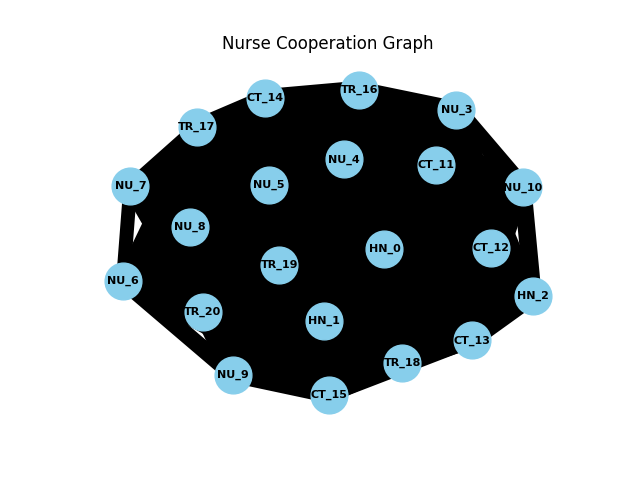 Nurse Cooperation Graph
TR_16
CT_14
NU_3
TR_17
NU_4
CT_11
NU_5
NU_7
NU_10
NU_8
CT_12
HN_0
TR_19
NU_6
HN_2
TR_20
HN_1
CT_13
TR_18
NU_9
CT_15